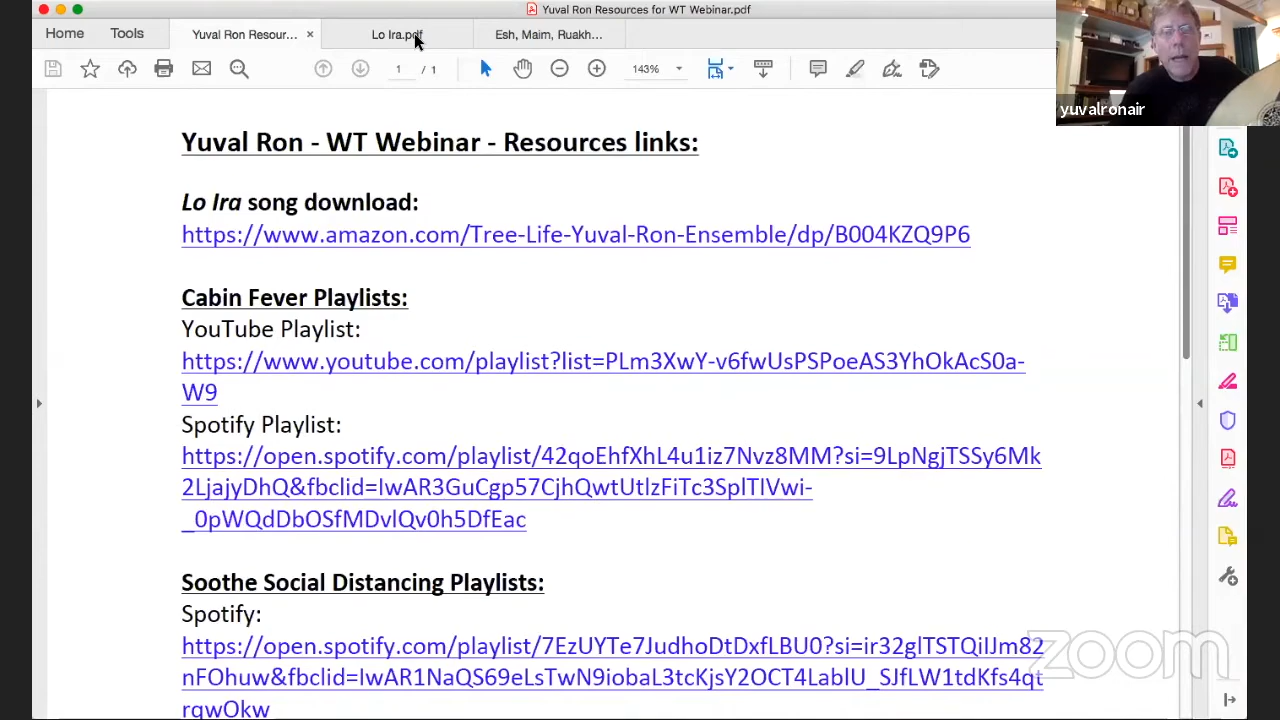 Yuval Ron Resources for WT Webinar.pdf
Home Tools Yuval Ron Resour... × Lo Ira.pdf Esh, Maim, Ruakh...
1 / 1 143%
yuvalronair
Yuval Ron - WT Webinar - Resources links:
Lo Ira song download:
https://www.amazon.com/Tree-Life-Yuval-Ron-Ensemble/dp/B004KZQ9P6
Cabin Fever Playlists:
YouTube Playlist:
https://www.youtube.com/playlist?list=PLm3XwY-v6fwUsPSPoeAS3YhOkAcS0a-
W9
Spotify Playlist:
https://open.spotify.com/playlist/42qoEhfXhL4u1iz7Nvz8MM?si=9LpNgjTSSy6Mk
2LjajyDhQ&fbclid=IwAR3GuCgp57CjhQwtUtlzFiTc3SplTlVwi-
_0pWQdDbOSfMDvlQv0h5DfEac
Soothe Social Distancing Playlists:
Spotify:
https://open.spotify.com/playlist/7EzUYTe7JudhoDtDxfLBU0?si=ir32glTSTQiIJm82
nFOhuw&fbclid=IwAR1NaQS69eLsTwN9iobaL3tcKjsY2OCT4LablU_SJfLW1tdKfs4qt
rqwOkw
zoom